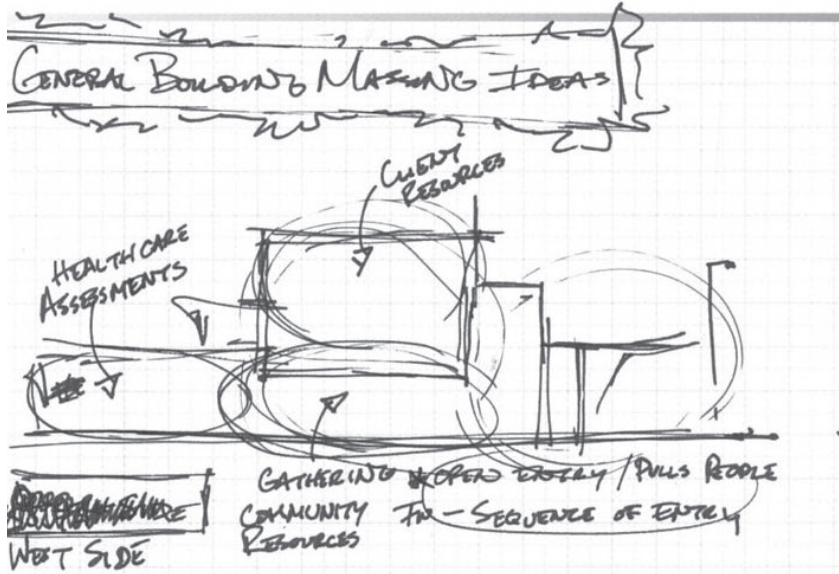 GENERAL BUILDING MASSING IDEAS
CLIENT
RESOURCES
HEALTHCARE
ASSESSMENTS
GATHERING
COMMUNITY
RESOURCES
*OPEN ENTRY / PULLS PEOPLE
IN - SEQUENCE OF ENTRY
WEST SIDE